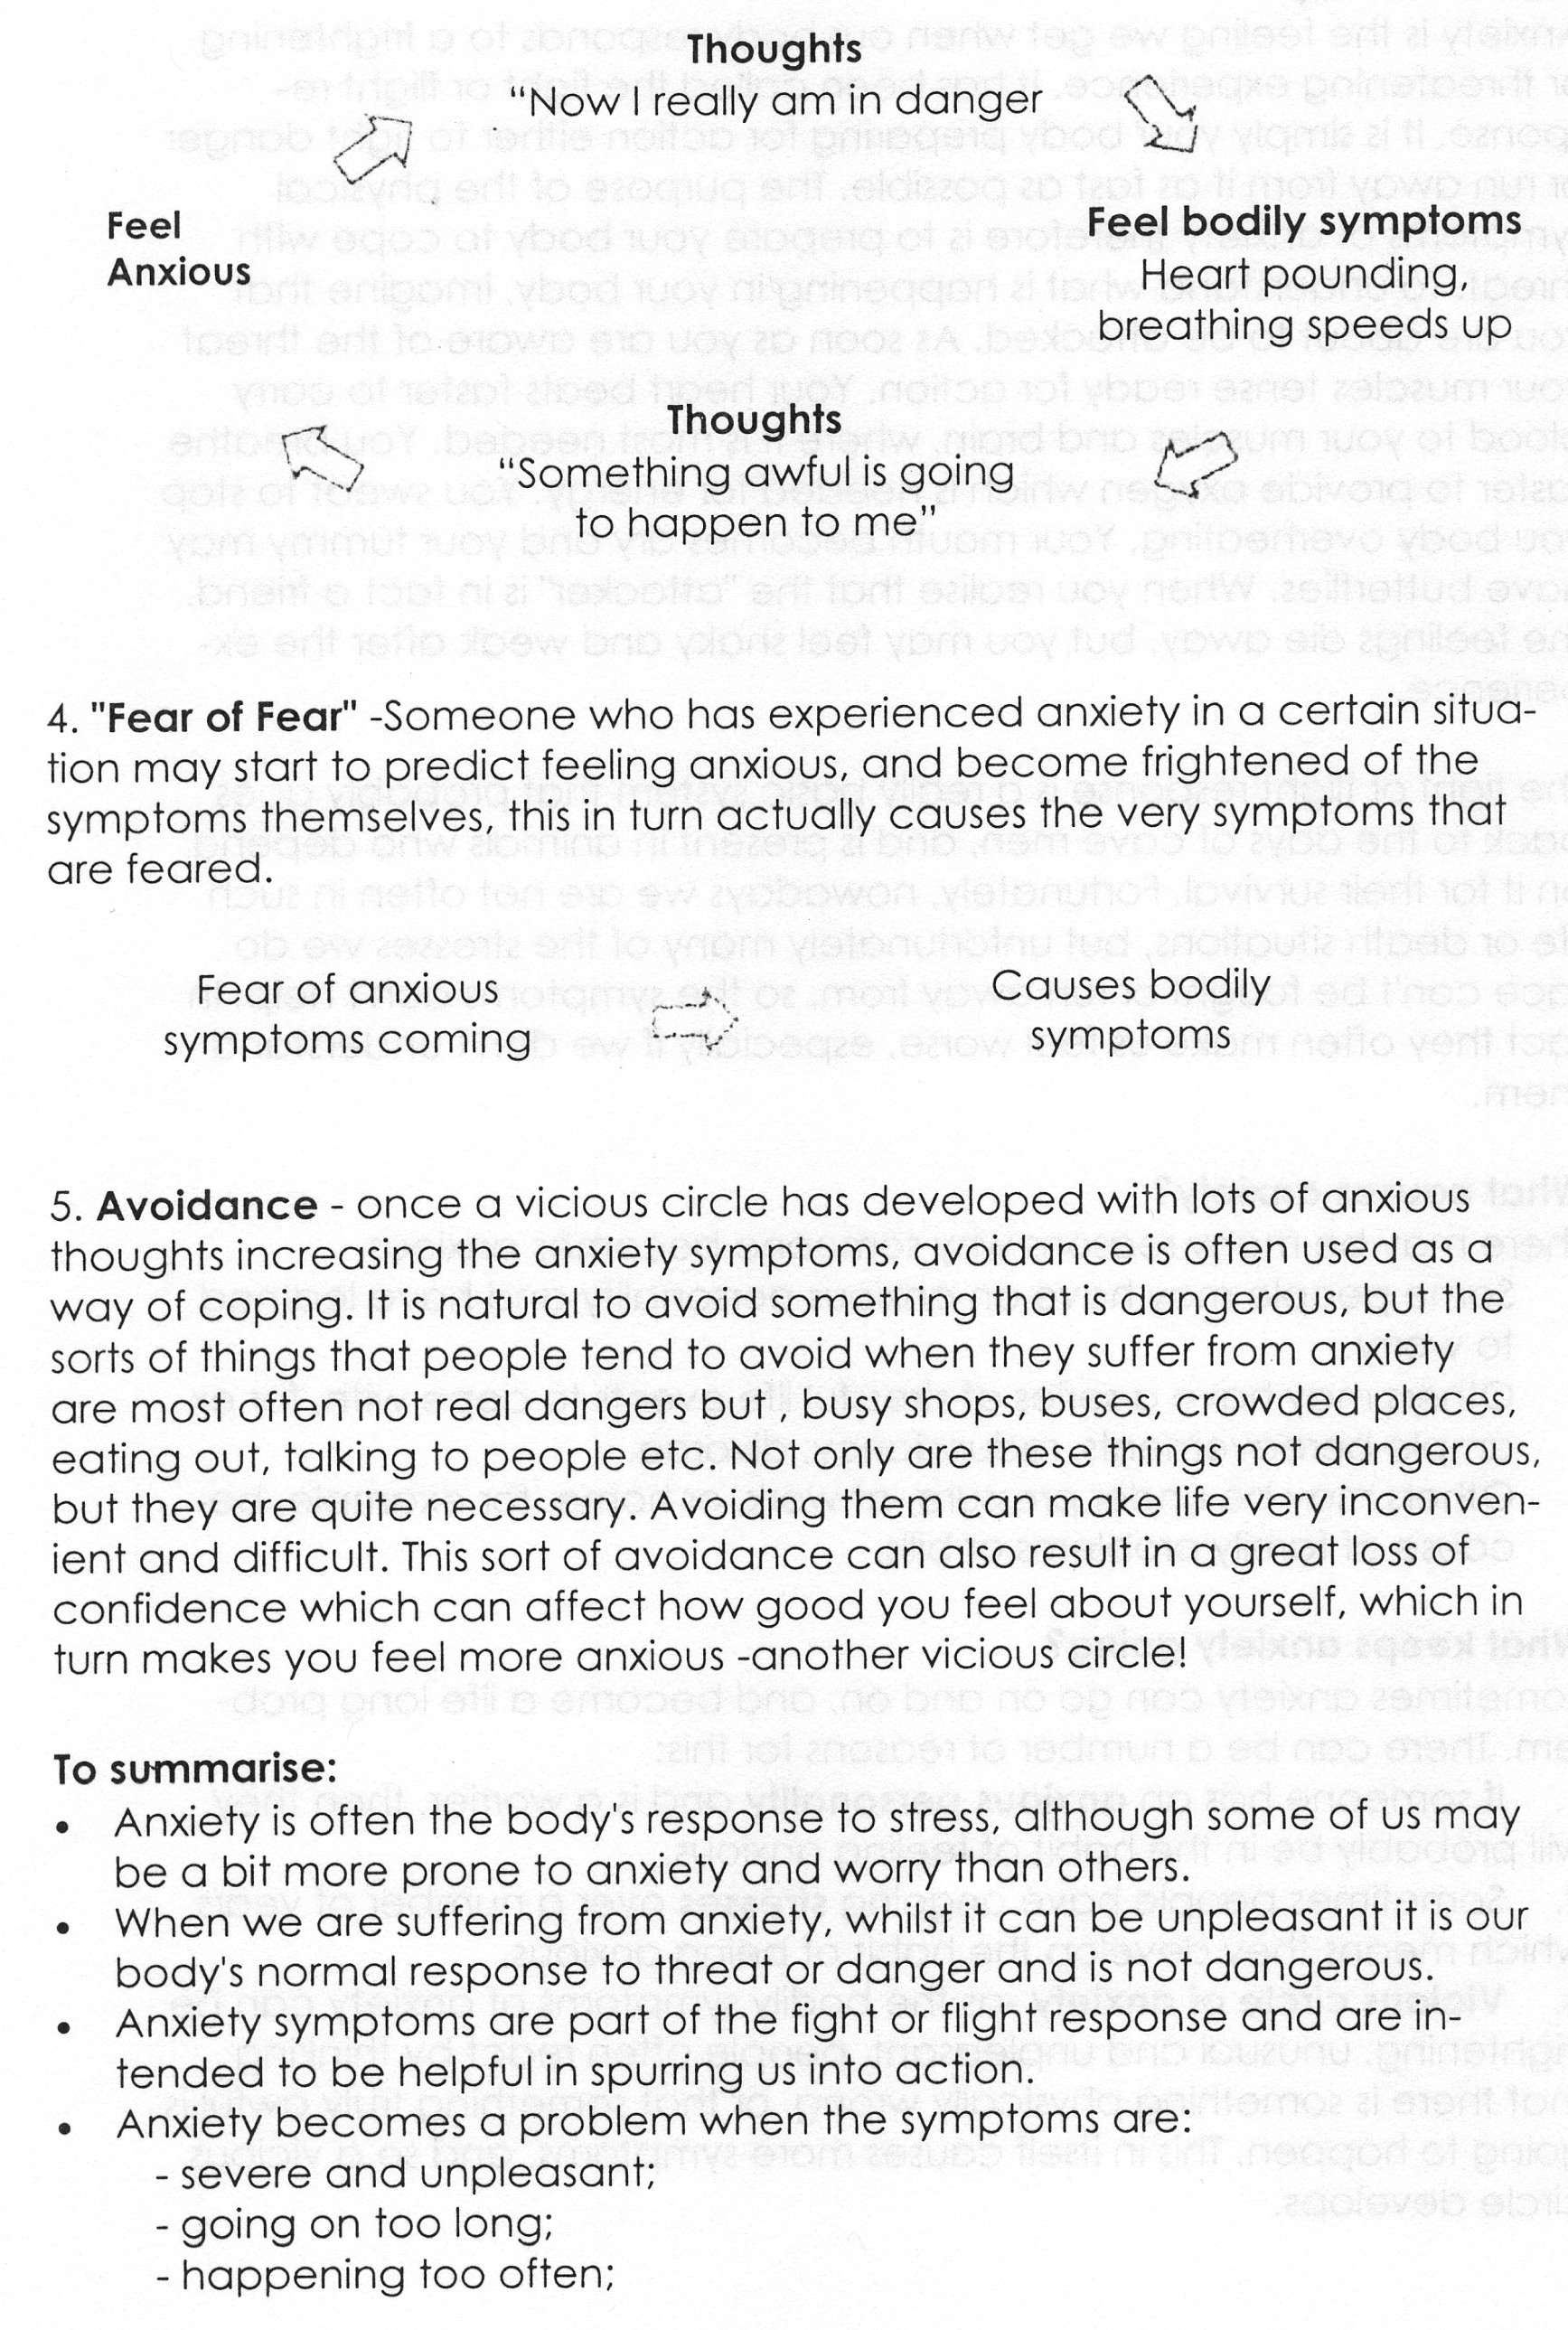 Thoughts
“Now I really am in danger
Feel
Anxious
Feel bodily symptoms
Heart pounding,
breathing speeds up
Thoughts
“Something awful is going
to happen to me”
4. "Fear of Fear" -Someone who has experienced anxiety in a certain situa-
tion may start to predict feeling anxious, and become frightened of the
symptoms themselves, this in turn actually causes the very symptoms that
are feared.
Fear of anxious
symptoms coming
Causes bodily
symptoms
5. Avoidance - once a vicious circle has developed with lots of anxious
thoughts increasing the anxiety symptoms, avoidance is often used as a
way of coping. It is natural to avoid something that is dangerous, but the
sorts of things that people tend to avoid when they suffer from anxiety
are most often not real dangers but , busy shops, buses, crowded places,
eating out, talking to people etc. Not only are these things not dangerous,
but they are quite necessary. Avoiding them can make life very inconven-
ient and difficult. This sort of avoidance can also result in a great loss of
confidence which can affect how good you feel about yourself, which in
turn makes you feel more anxious -another vicious circle!
To summarise:
• Anxiety is often the body's response to stress, although some of us may
be a bit more prone to anxiety and worry than others.
• When we are suffering from anxiety, whilst it can be unpleasant it is our
body's normal response to threat or danger and is not dangerous.
• Anxiety symptoms are part of the fight or flight response and are in-
tended to be helpful in spurring us into action.
• Anxiety becomes a problem when the symptoms are:
- severe and unpleasant;
- going on too long;
- happening too often;